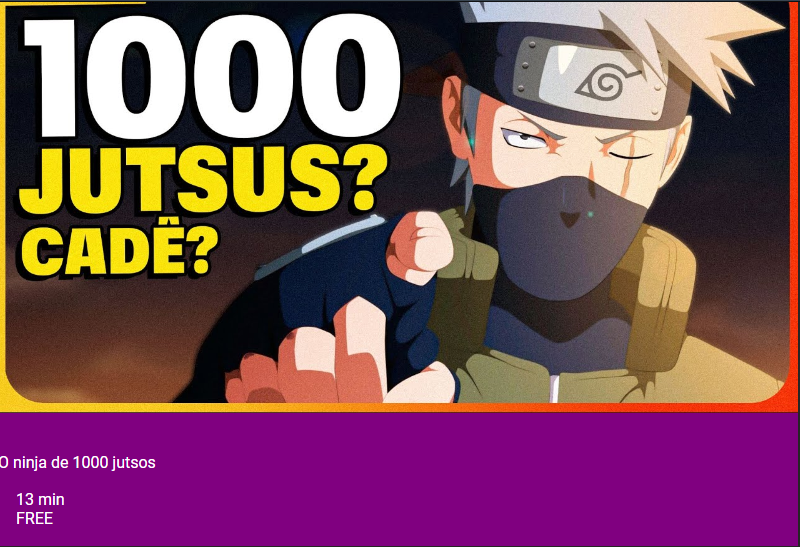 1000
JUTSUS?
CADÊ?
O ninja de 1000 jutsos
13 min
FREE